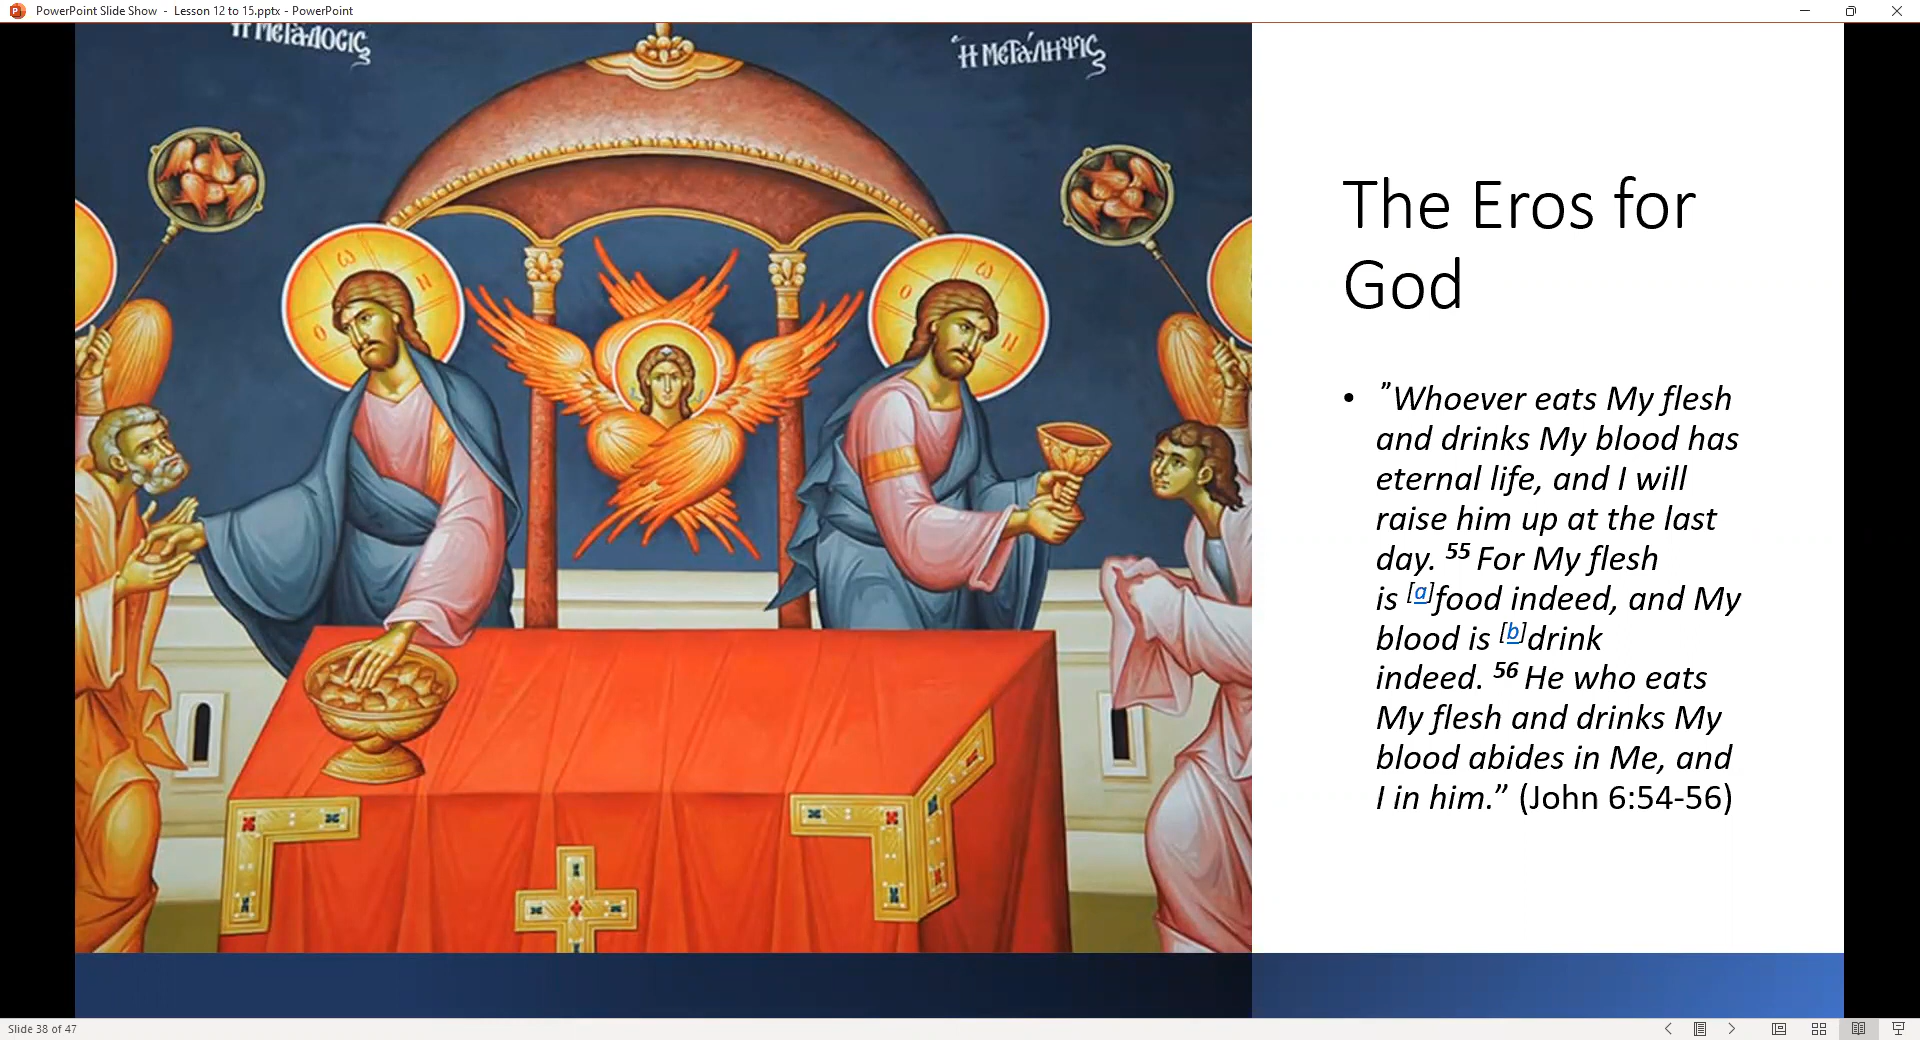 PowerPoint Slide Show - Lesson 12 to 15.pptx - PowerPoint
Ἡ ΜεΤάΔΟCΙς
Ἡ ΜεΤάΛΗΨΙς
Ο ω Ν
Ο ω Ν
The Eros for
God
• ”Whoever eats My flesh
and drinks My blood has
eternal life, and I will
raise him up at the last
day. 55 For My flesh
is [a]food indeed, and My
blood is [b]drink
indeed. 56 He who eats
My flesh and drinks My
blood abides in Me, and
I in him.” (John 6:54-56)
Slide 38 of 47